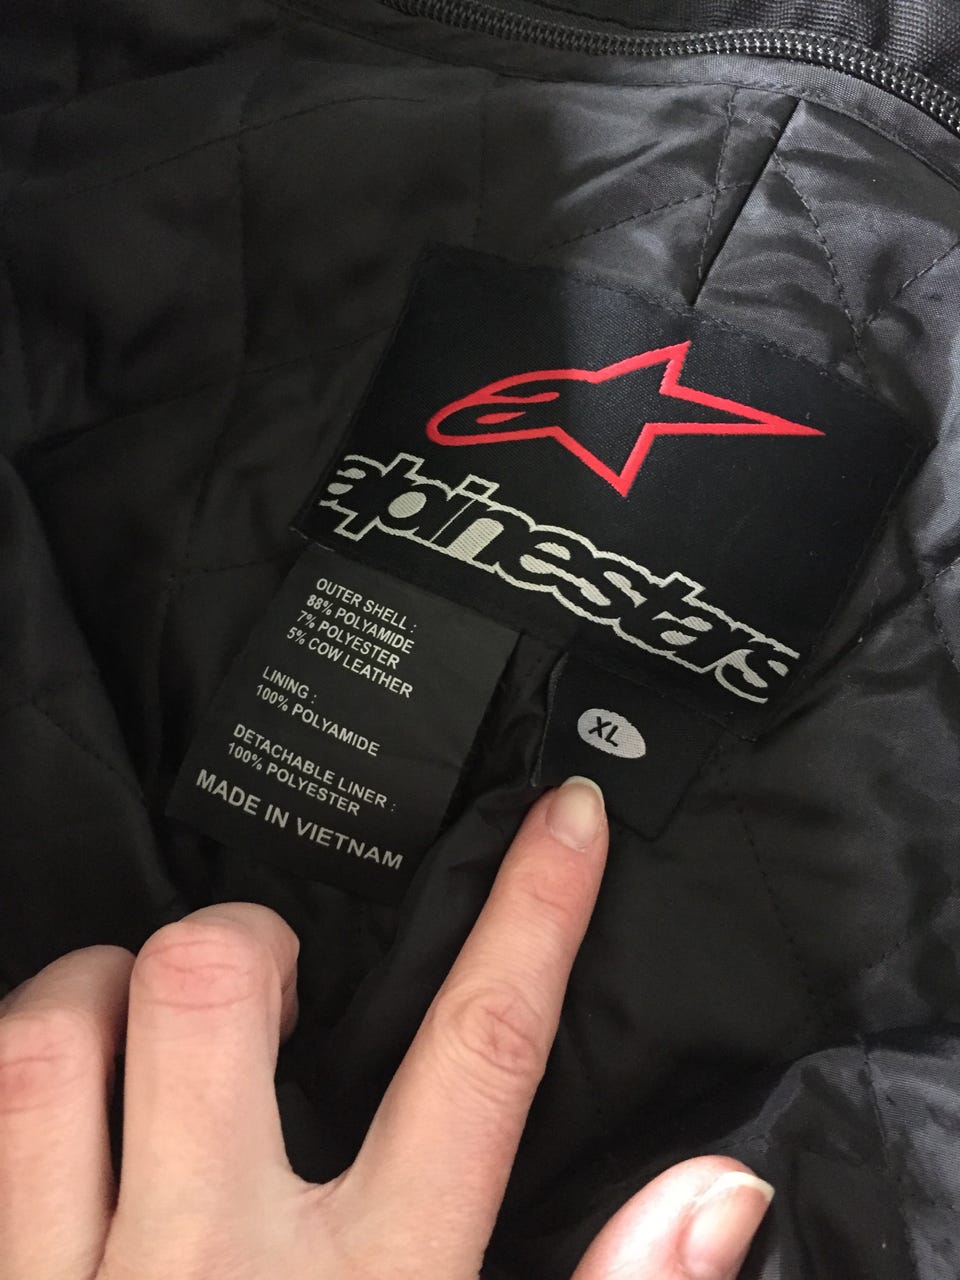 alpinestars
OUTER SHELL :
88% POLYAMIDE
7% POLYESTER
5% COW LEATHER
LINING :
100% POLYAMIDE
DETACHABLE LINER :
100% POLYESTER
MADE IN VIETNAM
XL